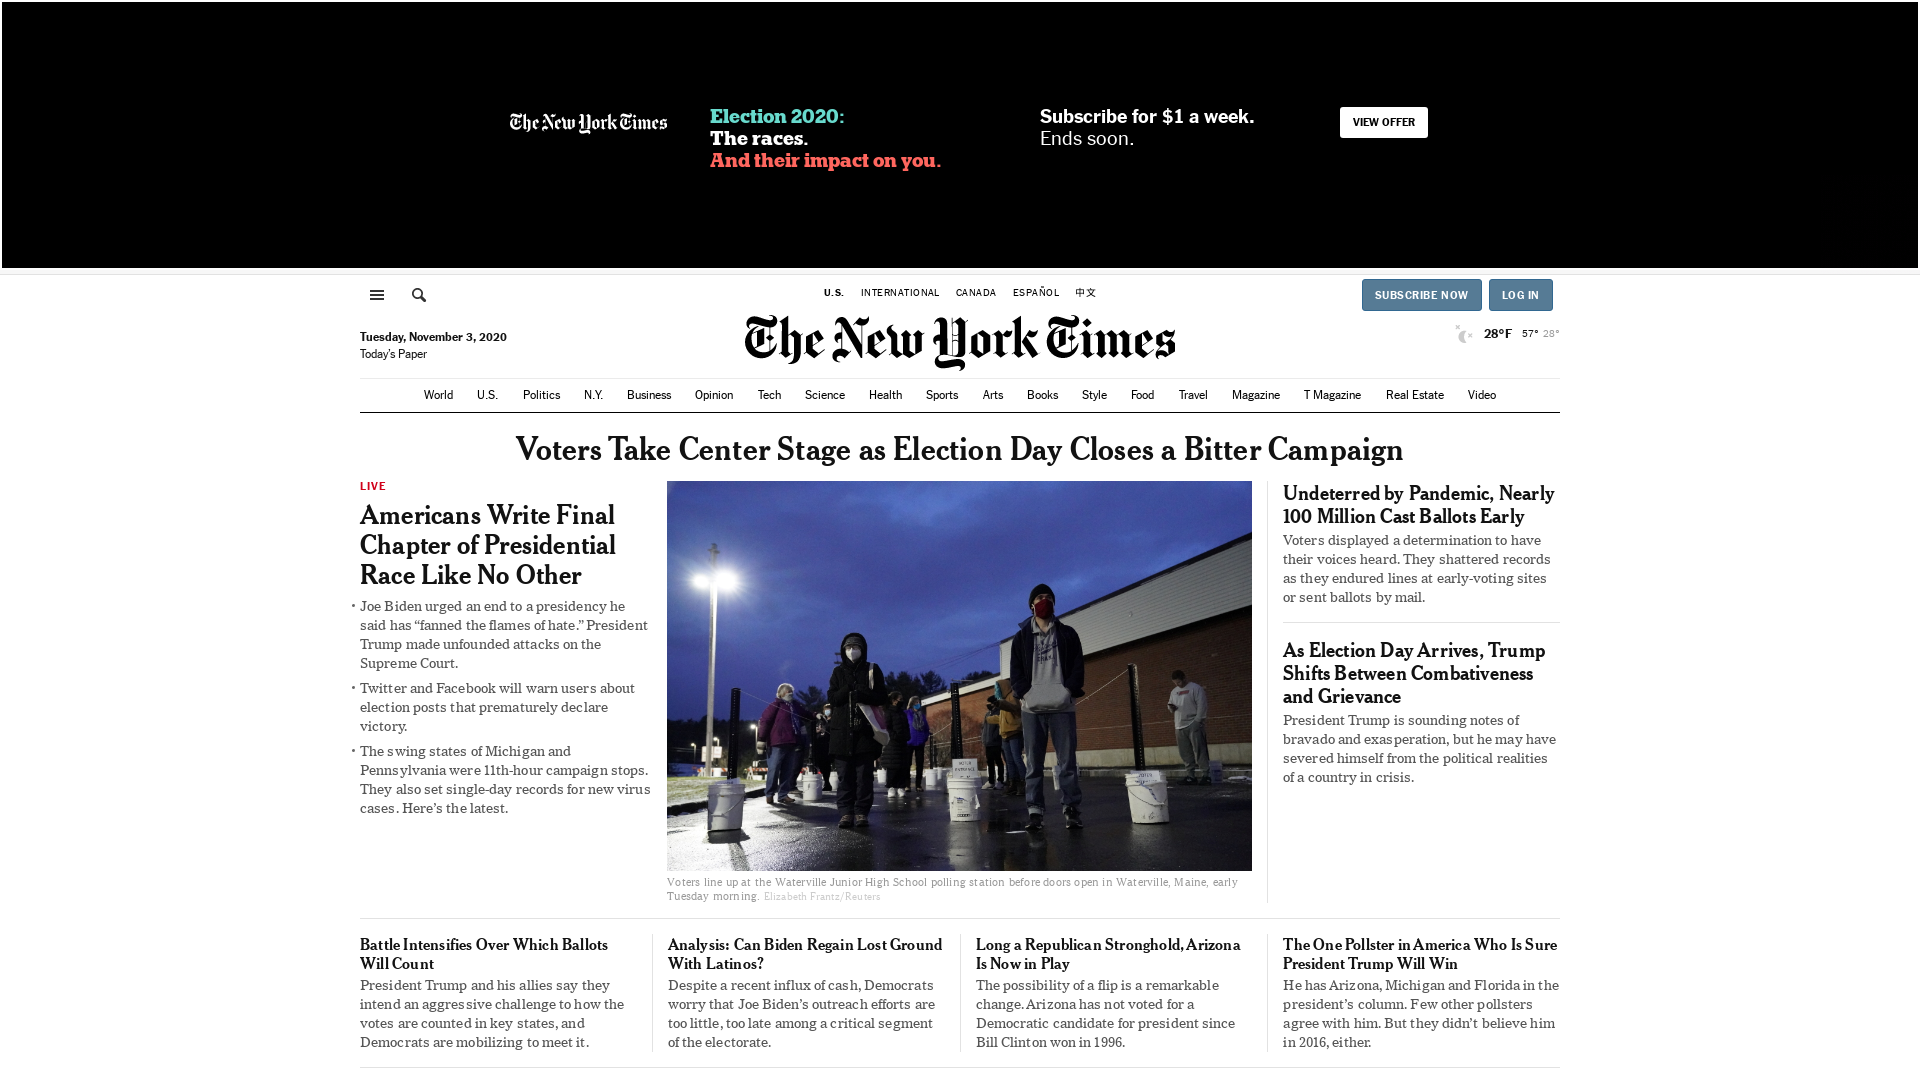 The New York Times
Election 2020:
The races.
And their impact on you.
Subscribe for $1 a week.
Ends soon.
VIEW OFFER
U.S. INTERNATIONAL CANADA ESPAÑOL 中文
SUBSCRIBE NOW LOG IN
Tuesday, November 3, 2020
Today's Paper
The New York Times
28°F 57° 28°
World U.S. Politics N.Y. Business Opinion Tech Science Health Sports Arts Books Style Food Travel Magazine T Magazine Real Estate Video
Voters Take Center Stage as Election Day Closes a Bitter Campaign
LIVE
Americans Write Final
Chapter of Presidential
Race Like No Other
• Joe Biden urged an end to a presidency he
said has “fanned the flames of hate.” President
Trump made unfounded attacks on the
Supreme Court.
• Twitter and Facebook will warn users about
election posts that prematurely declare
victory.
• The swing states of Michigan and
Pennsylvania were 11th-hour campaign stops.
They also set single-day records for new virus
cases. Here’s the latest.
Voters line up at the Waterville Junior High School polling station before doors open in Waterville, Maine, early
Tuesday morning. Elizabeth Frantz/Reuters
Undeterred by Pandemic, Nearly
100 Million Cast Ballots Early
Voters displayed a determination to have
their voices heard. They shattered records
as they endured lines at early-voting sites
or sent ballots by mail.
As Election Day Arrives, Trump
Shifts Between Combativeness
and Grievance
President Trump is sounding notes of
bravado and exasperation, but he may have
severed himself from the political realities
of a country in crisis.
Battle Intensifies Over Which Ballots
Will Count
President Trump and his allies say they
intend an aggressive challenge to how the
votes are counted in key states, and
Democrats are mobilizing to meet it.
Analysis: Can Biden Regain Lost Ground
With Latinos?
Despite a recent influx of cash, Democrats
worry that Joe Biden’s outreach efforts are
too little, too late among a critical segment
of the electorate.
Long a Republican Stronghold, Arizona
Is Now in Play
The possibility of a flip is a remarkable
change. Arizona has not voted for a
Democratic candidate for president since
Bill Clinton won in 1996.
The One Pollster in America Who Is Sure
President Trump Will Win
He has Arizona, Michigan and Florida in the
president’s column. Few other pollsters
agree with him. But they didn’t believe him
in 2016, either.